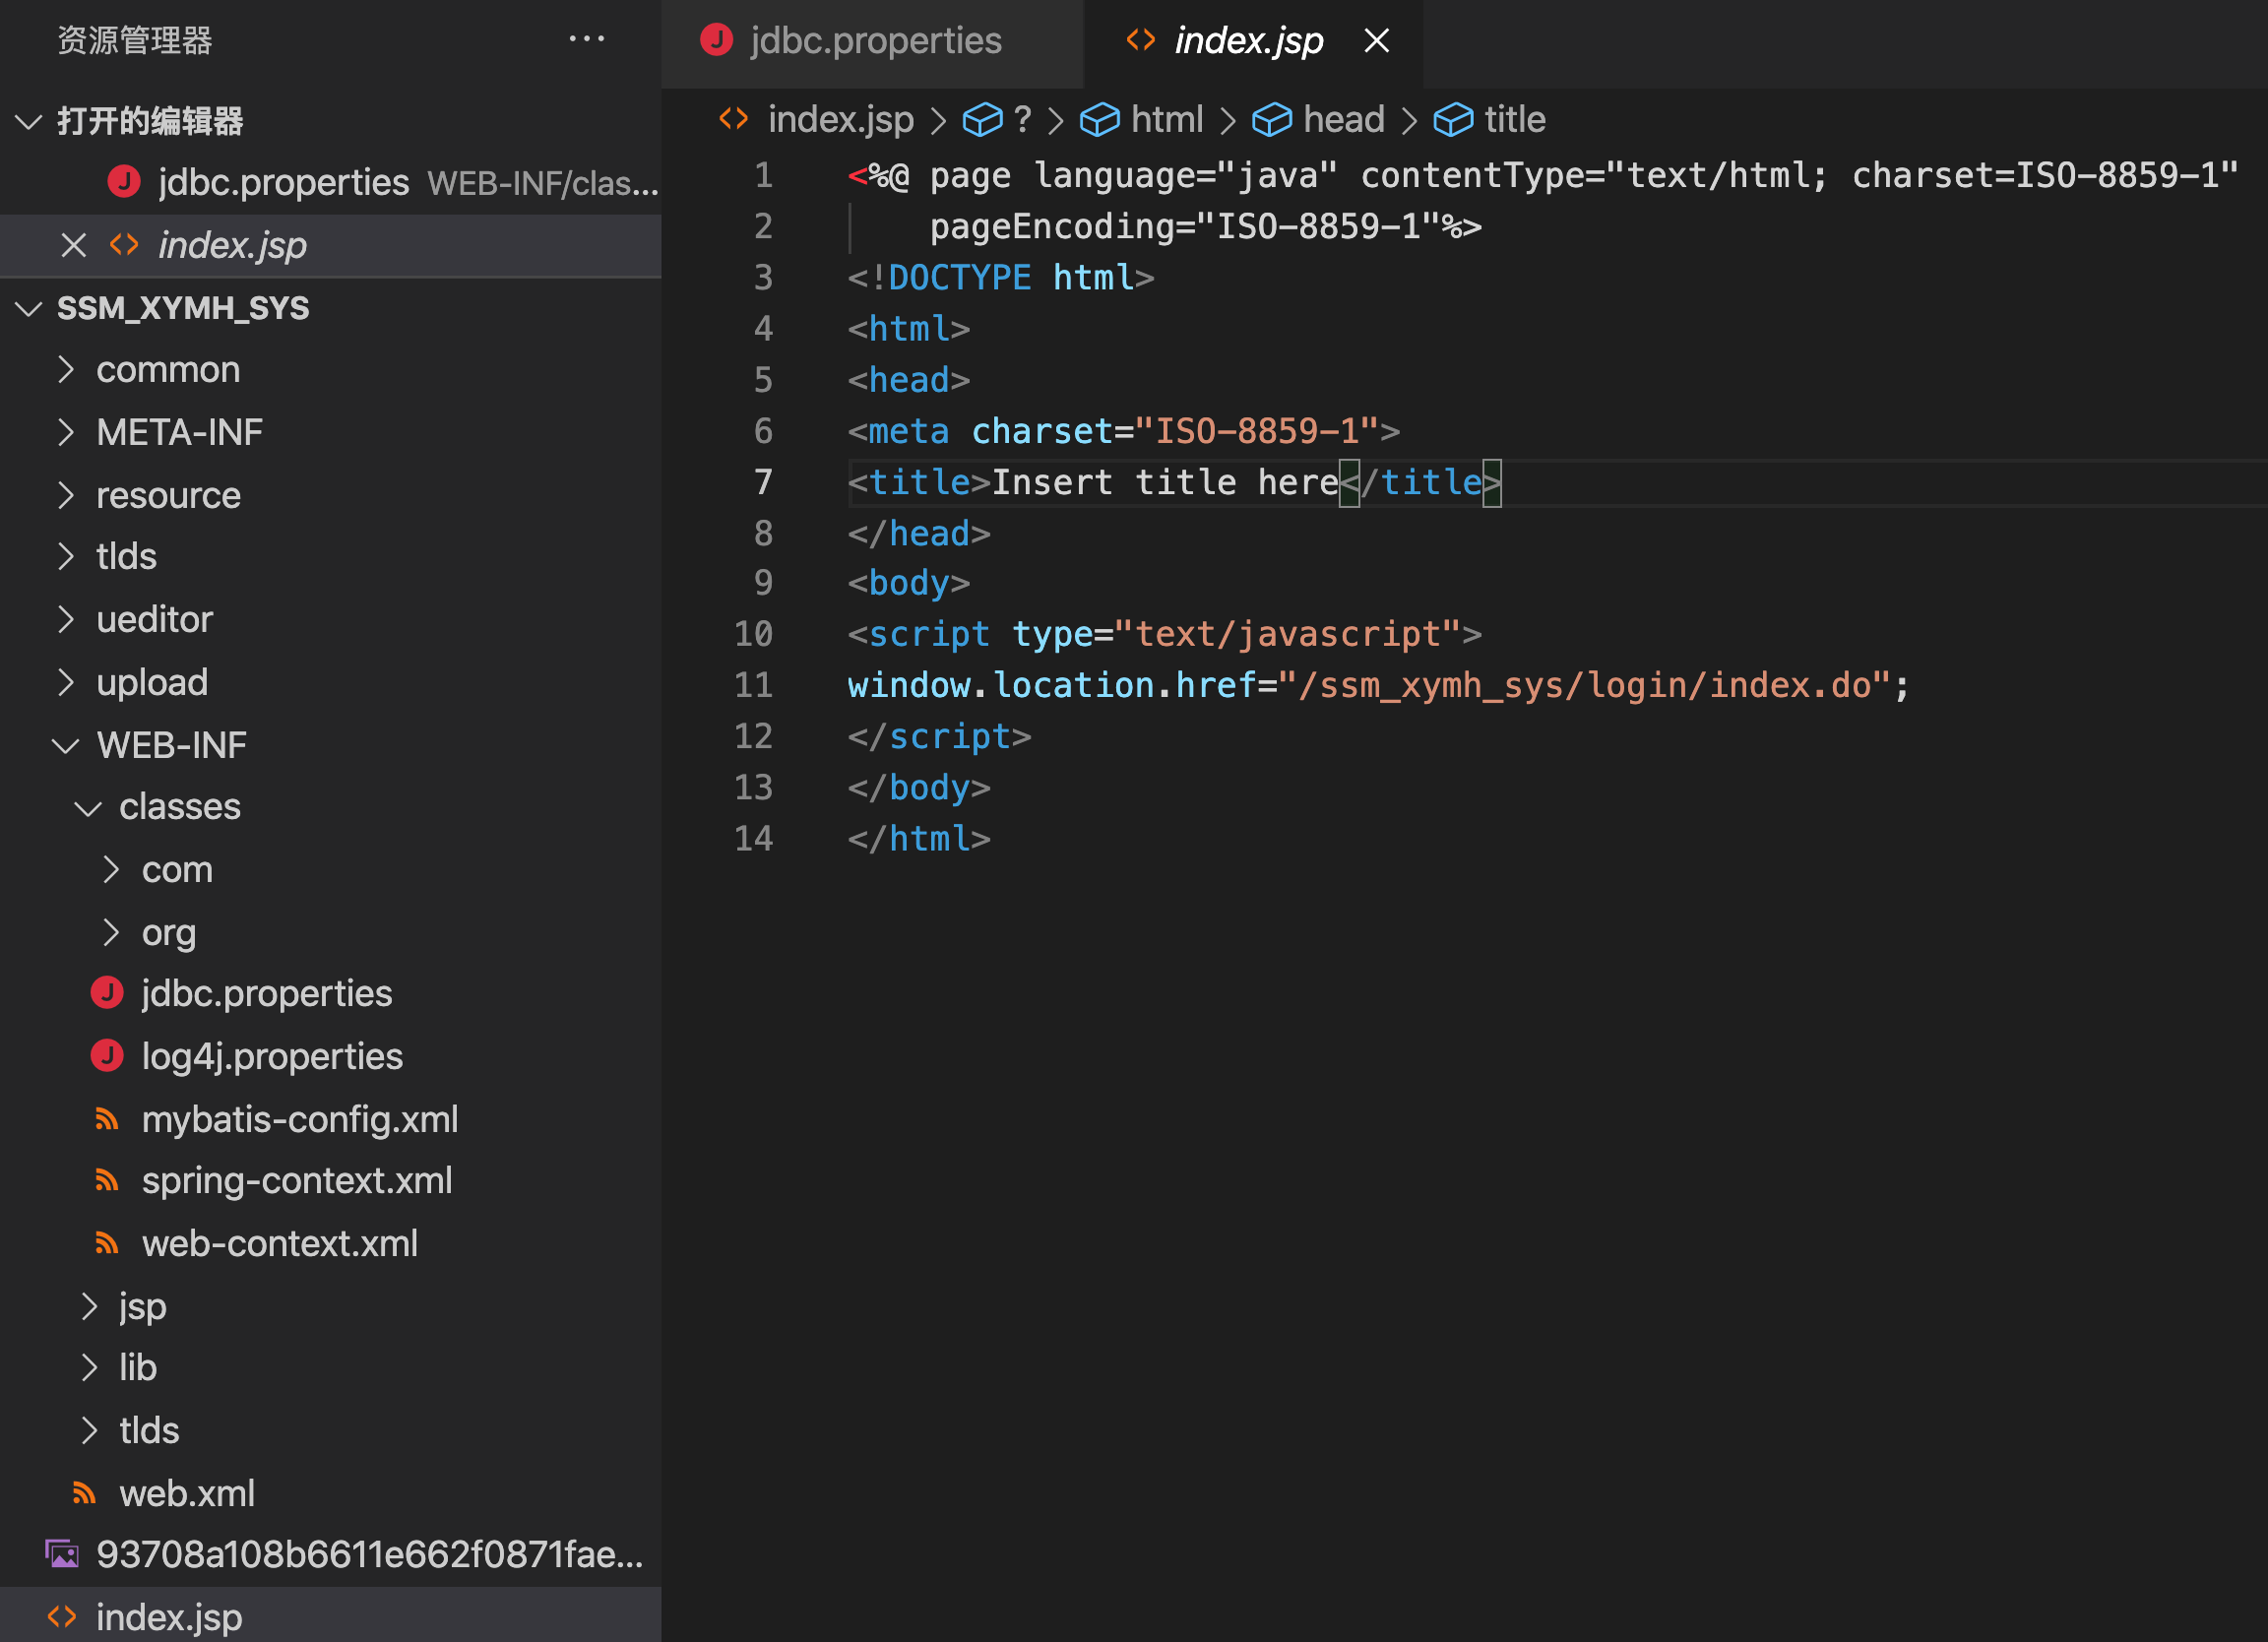 资源管理器 ···
打开的编辑器
jdbc.properties WEB-INF/clas...
index.jsp
SSM_XYMH_SYS
common
META-INF
resource
tlds
ueditor
upload
WEB-INF
classes
com
org
jdbc.properties
log4j.properties
mybatis-config.xml
spring-context.xml
web-context.xml
jsp
lib
tlds
web.xml
93708a108b6611e662f0871fae...
index.jsp
jdbc.properties index.jsp
index.jsp > ? > html > head > title
1 <%@ page language="java" contentType="text/html; charset=ISO-8859-1"
2     pageEncoding="ISO-8859-1"%>
3 <!DOCTYPE html>
4 <html>
5 <head>
6 <meta charset="ISO-8859-1">
7 <title>Insert title here</title>
8 </head>
9 <body>
10 <script type="text/javascript">
11 window.location.href="/ssm_xymh_sys/login/index.do";
12 </script>
13 </body>
14 </html>